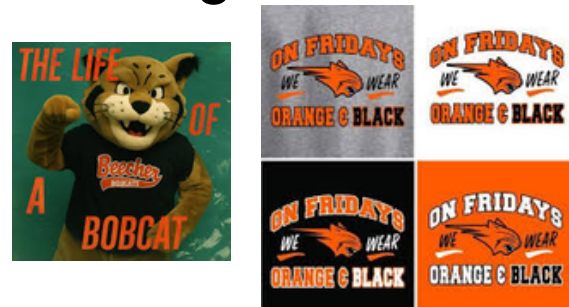 THE LIFE
OF
A
BOBCAT
Beecher
BOBCATS
ON FRIDAYS
WE WEAR
ORANGE & BLACK
ON FRIDAYS
WE WEAR
ORANGE & BLACK
ON FRIDAYS
WE WEAR
ORANGE & BLACK
ON FRIDAYS
WE WEAR
ORANGE & BLACK